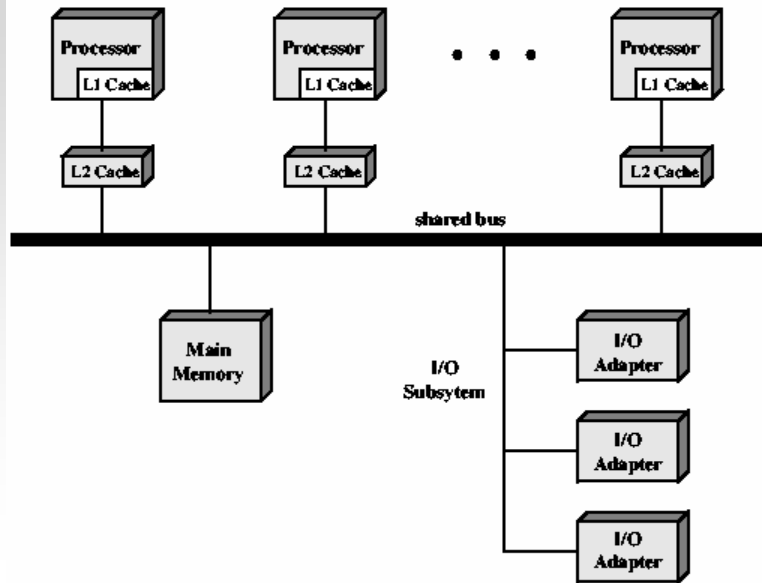 Processor
L1 Cache
Processor
L1 Cache
Processor
L1 Cache
L2 Cache
L2 Cache
L2 Cache
shared bus
Main
Memory
I/O
Subsytem
I/O
Adapter
I/O
Adapter
I/O
Adapter